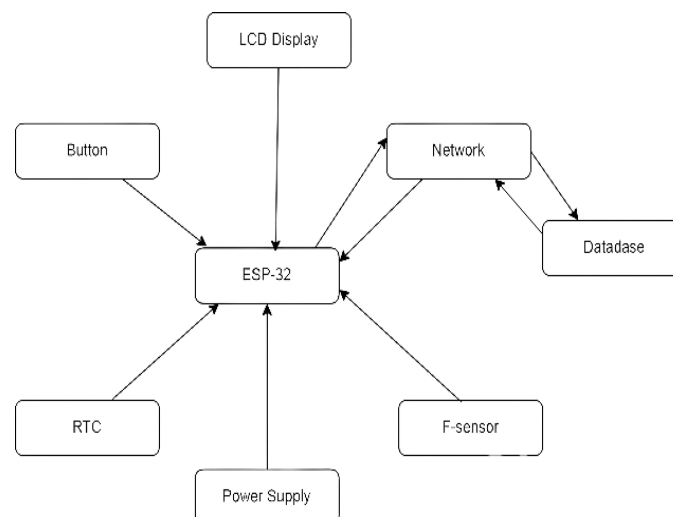 LCD Display
Button
Network
Datadase
ESP-32
RTC
F-sensor
Power Supply